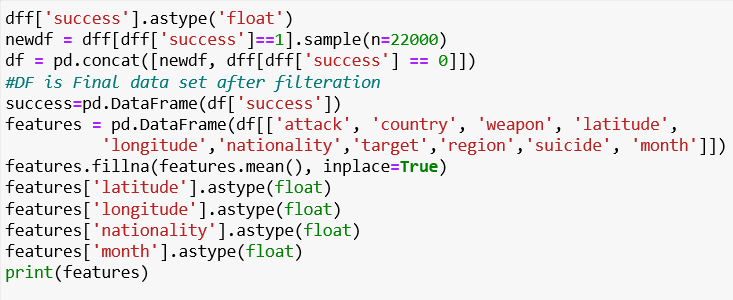 dff['success'].astype('float')
newdf = dff[dff['success']==1].sample(n=22000)
df = pd.concat([newdf, dff[dff['success'] == 0]])
#DF is Final data set after filteration
success=pd.DataFrame(df['success'])
features = pd.DataFrame(df[['attack', 'country', 'weapon', 'latitude',
'longitude','nationality','target','region','suicide', 'month']])
features.fillna(features.mean(), inplace=True)
features['latitude'].astype(float)
features['longitude'].astype(float)
features['nationality'].astype(float)
features['month'].astype(float)
print(features)